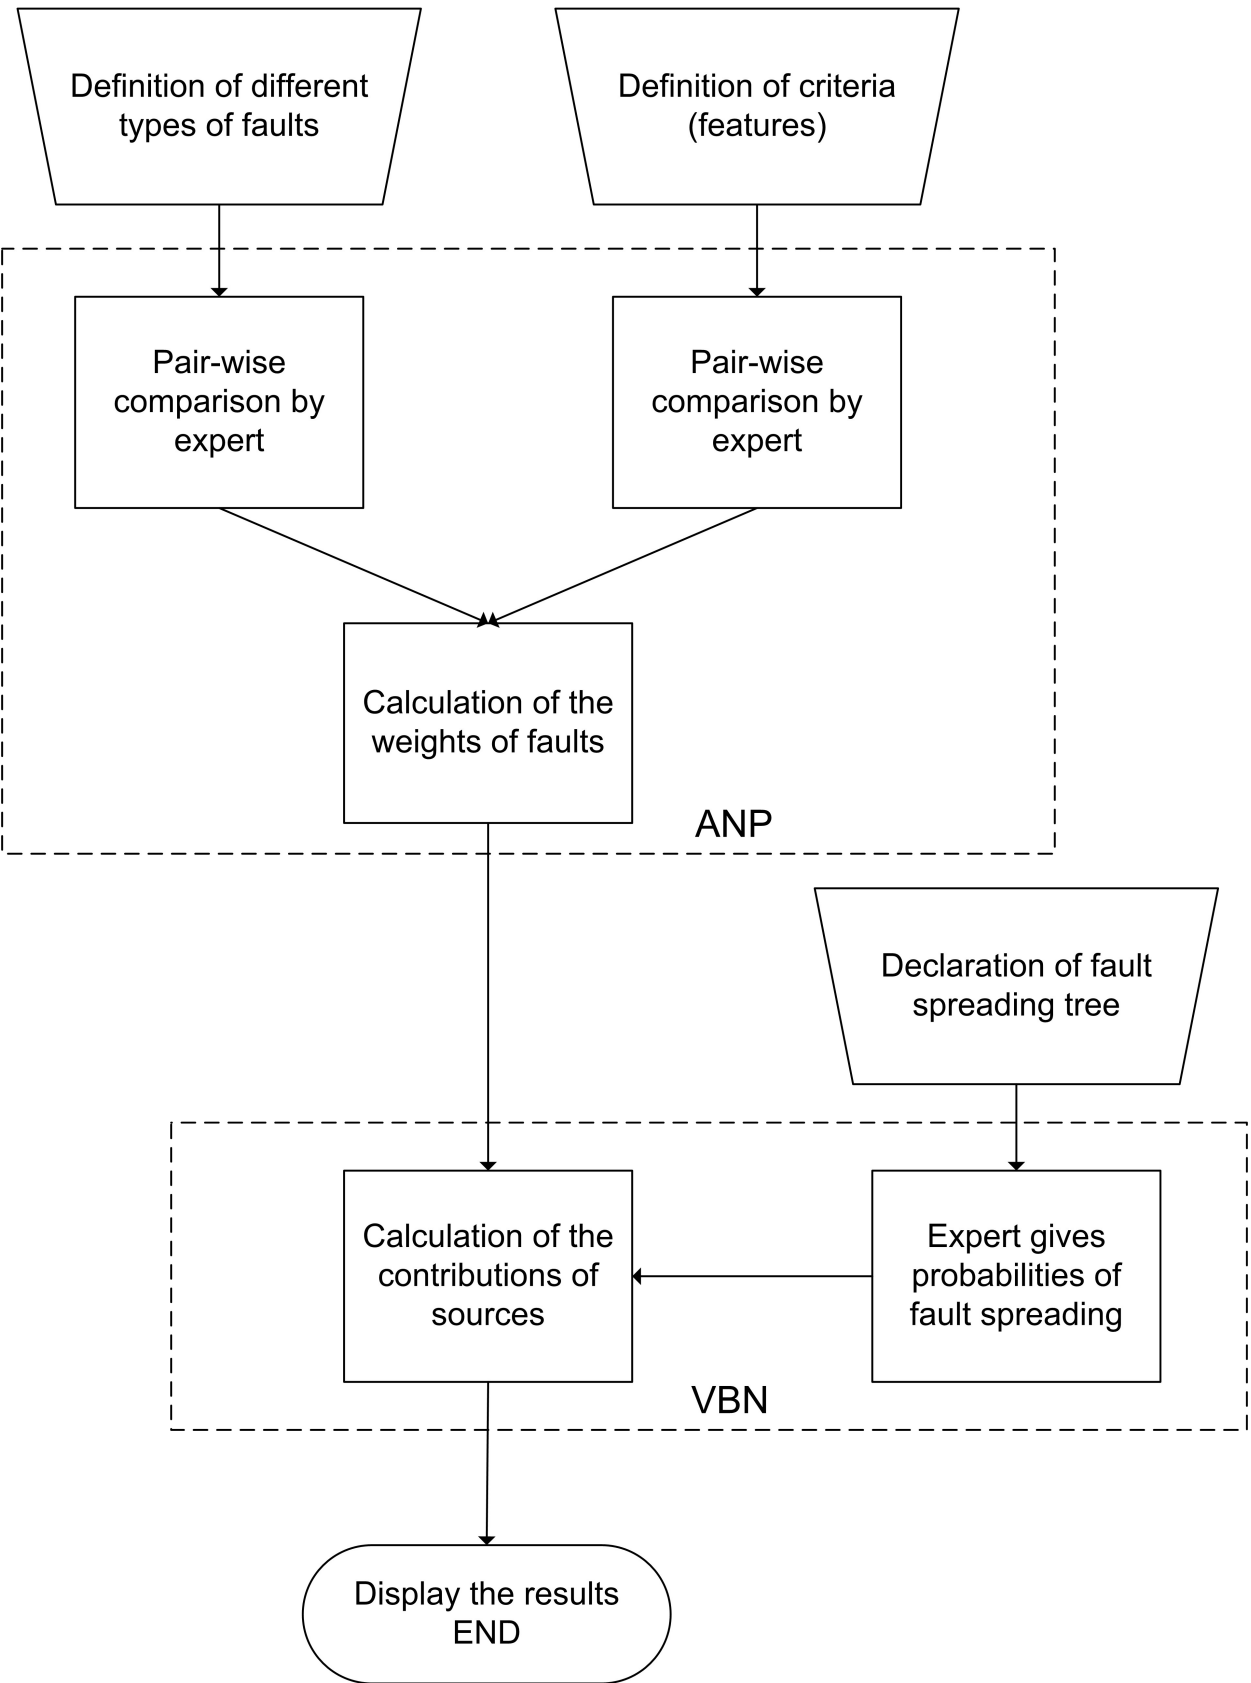 Definition of different
types of faults
Definition of criteria
(features)
Pair-wise
comparison by
expert
Pair-wise
comparison by
expert
Calculation of the
weights of faults
ANP
Declaration of fault
spreading tree
Calculation of the
contributions of
sources
Expert gives
probabilities of
fault spreading
VBN
Display the results
END